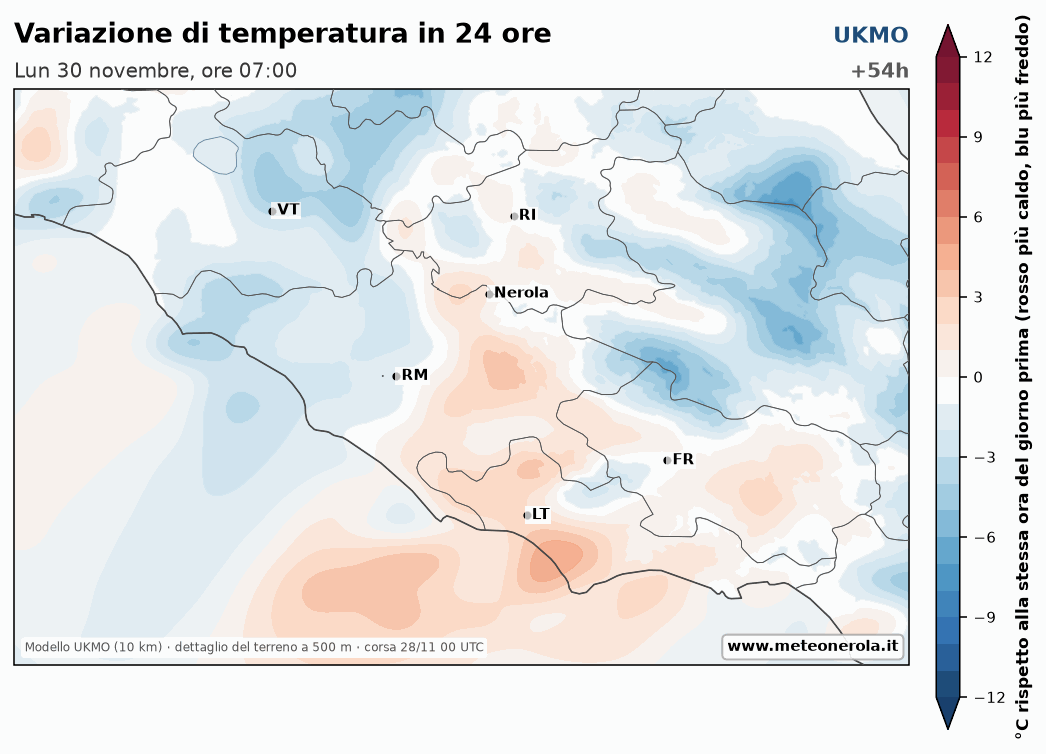 Variazione di temperatura in 24 ore
UKMO
Lun 30 novembre, ore 07:00
+54h
VT
RI
Nerola
RM
FR
LT
Modello UKMO (10 km) · dettaglio del terreno a 500 m · corsa 28/11 00 UTC
www.meteonerola.it
12
9
6
3
0
−3
−6
−9
−12
°C rispetto alla stessa ora del giorno prima (rosso più caldo, blu più freddo)